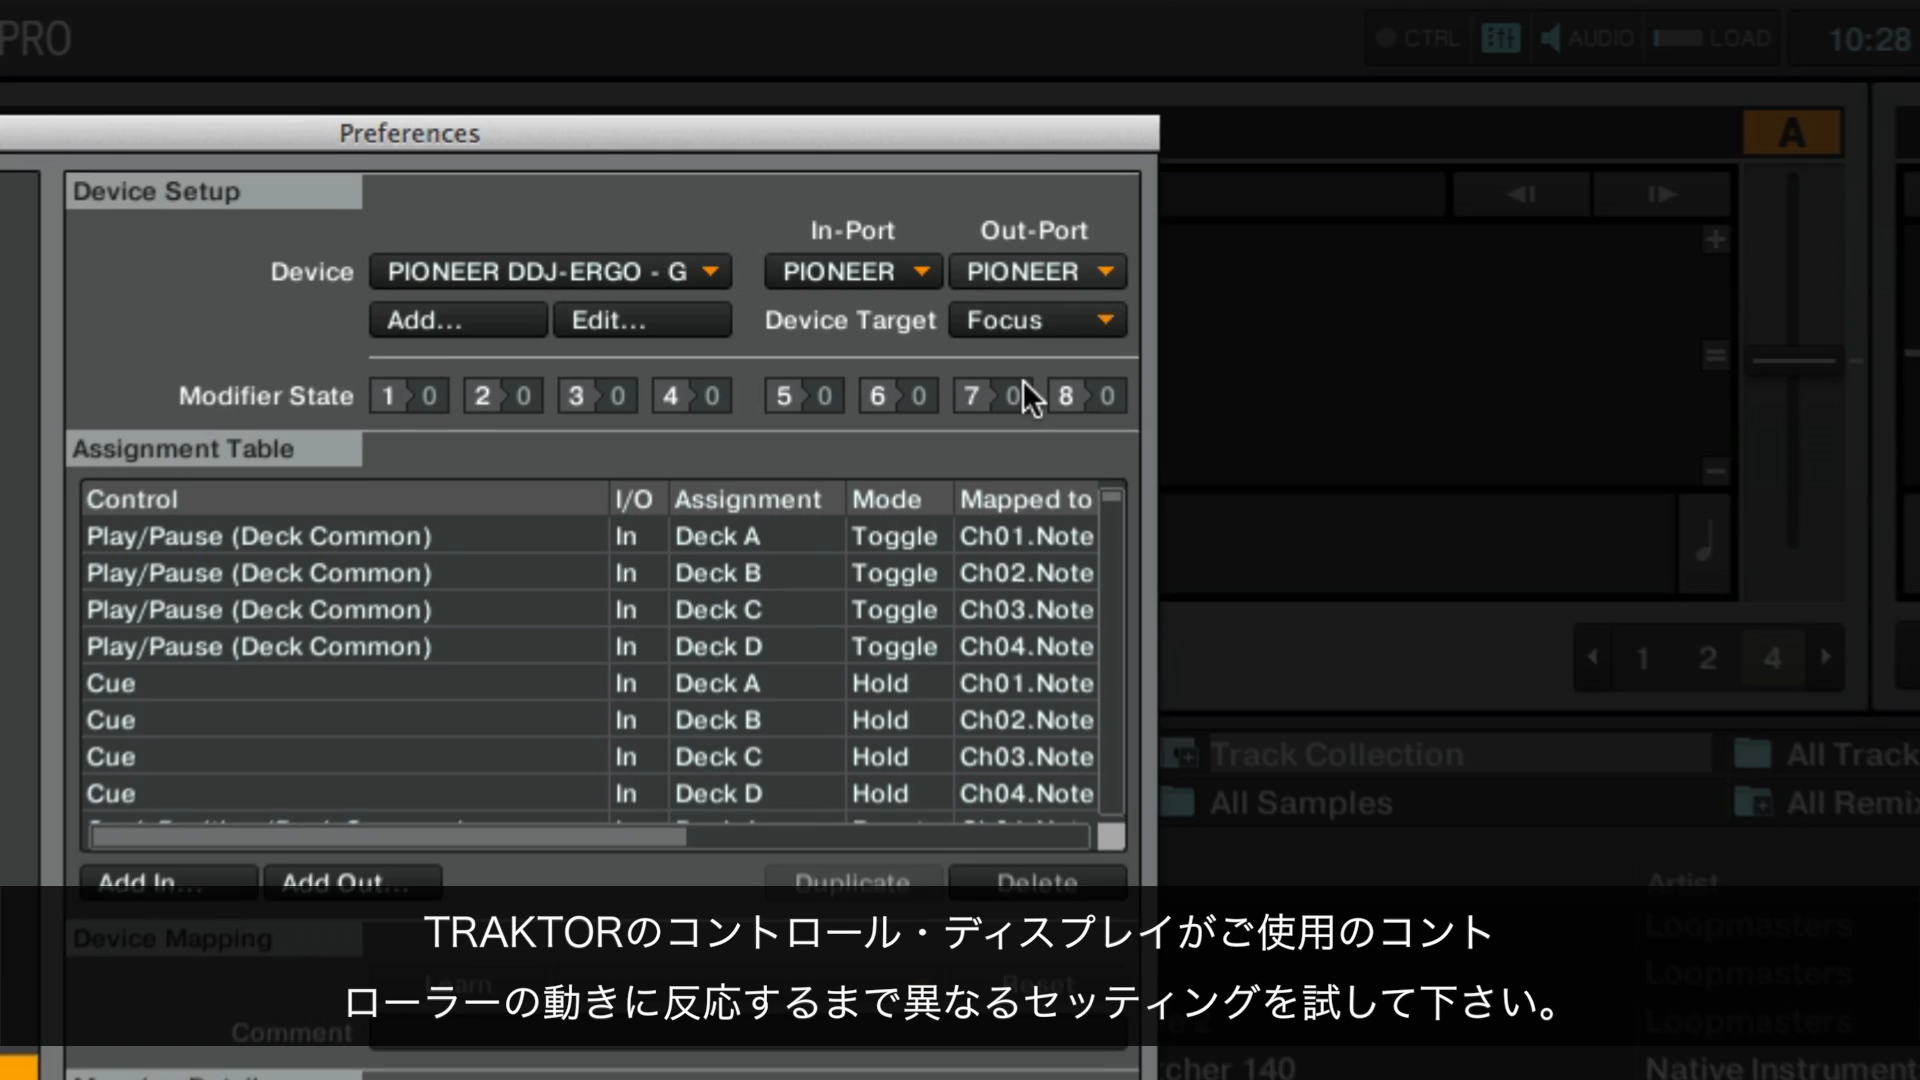 PRO
CTRL AUDIO LOAD 10:28
Preferences
A
Device Setup
In-Port Out-Port
Device PIONEER DDJ-ERGO - G PIONEER PIONEER
Add... Edit... Device Target Focus
Modifier State 1 0 2 0 3 0 4 0 5 0 6 0 7 0 8 0
Assignment Table
Control I/O Assignment Mode Mapped to
Play/Pause (Deck Common) In Deck A Toggle Ch01.Note
Play/Pause (Deck Common) In Deck B Toggle Ch02.Note
Play/Pause (Deck Common) In Deck C Toggle Ch03.Note
Play/Pause (Deck Common) In Deck D Toggle Ch04.Note
Cue In Deck A Hold Ch01.Note
Cue In Deck B Hold Ch02.Note
Cue In Deck C Hold Ch03.Note
Cue In Deck D Hold Ch04.Note
1 2 4
Track Collection All Track
All Samples All Remix
Add In... Add Out... Duplicate Delete
Artist
Loopmasters
Device Mapping
Learn Reset
Loopmasters
Comment
Loopmasters
cher 140 Native Instrument
TRAKTORのコントロール・ディスプレイがご使用のコント
ローラーの動きに反応するまで異なるセッティングを試して下さい。